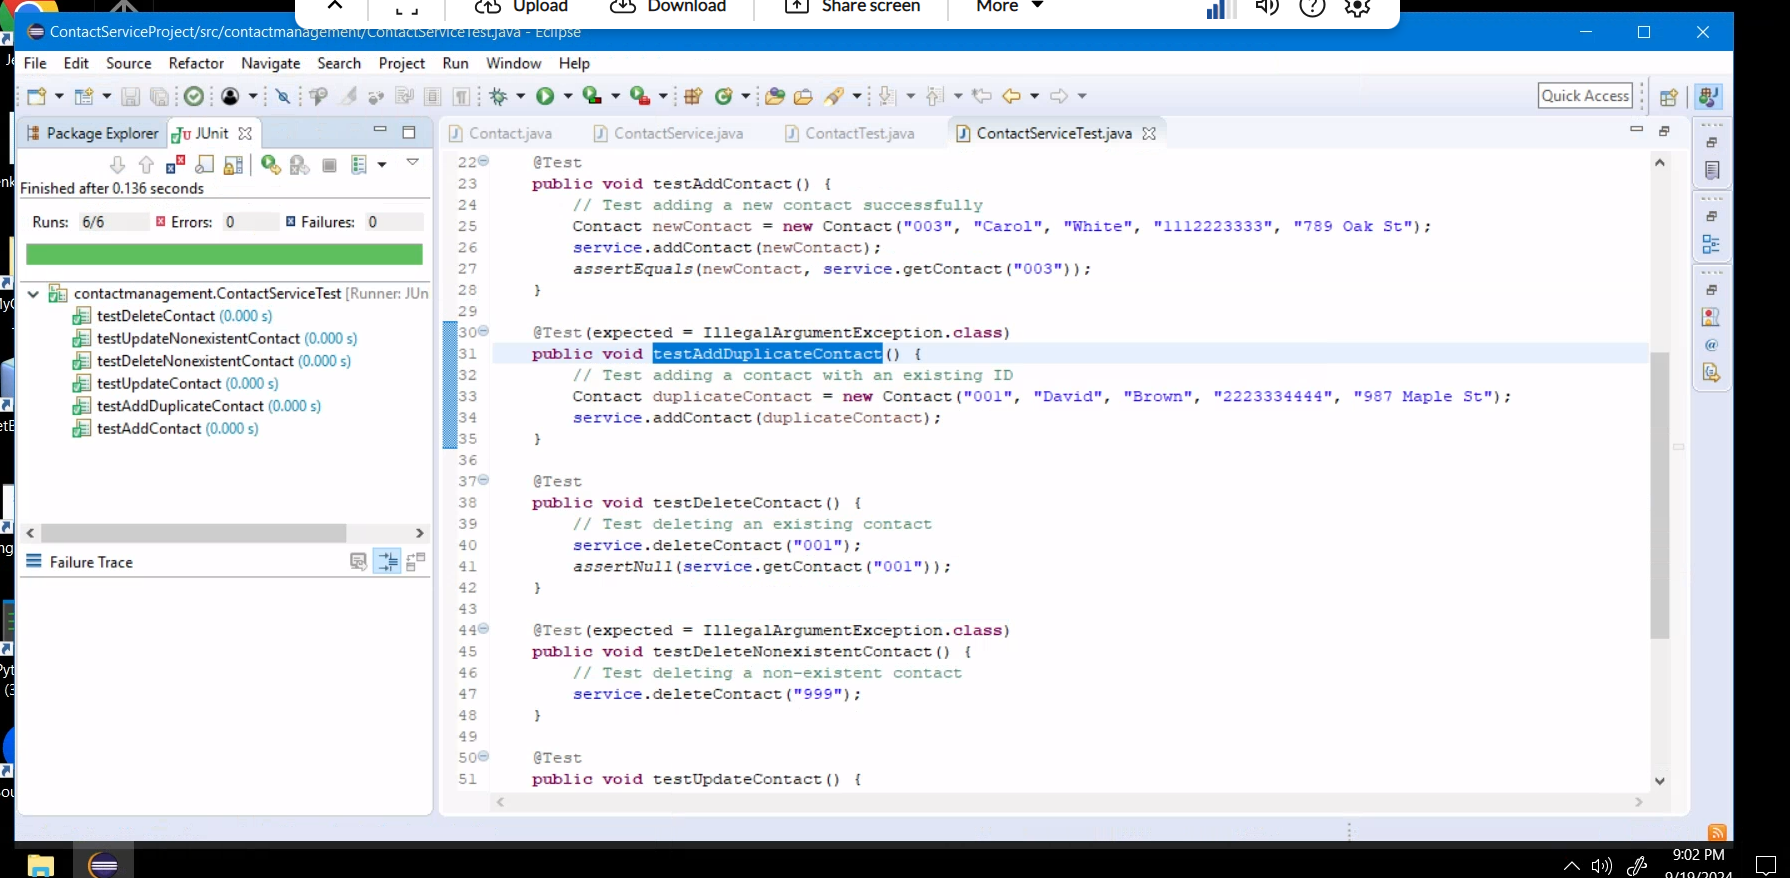 Upload
Download
Share screen
More
ContactServiceProject/src/contactmanagement/ContactServiceTest.java - Eclipse
File Edit Source Refactor Navigate Search Project Run Window Help
Quick Access
Package Explorer
JUnit
Contact.java
ContactService.java
ContactTest.java
ContactServiceTest.java
Finished after 0.136 seconds
Runs: 6/6 Errors: 0 Failures: 0
contactmanagement.ContactServiceTest [Runner: JUn
testDeleteContact (0.000 s)
testUpdateNonexistentContact (0.000 s)
testDeleteNonexistentContact (0.000 s)
testUpdateContact (0.000 s)
testAddDuplicateContact (0.000 s)
testAddContact (0.000 s)
Failure Trace
22 @Test
23 public void testAddContact() {
24 // Test adding a new contact successfully
25 Contact newContact = new Contact("003", "Carol", "White", "1112223333", "789 Oak St");
26 service.addContact(newContact);
27 assertEquals(newContact, service.getContact("003"));
28 }
29
30 @Test(expected = IllegalArgumentException.class)
31 public void testAddDuplicateContact() {
32 // Test adding a contact with an existing ID
33 Contact duplicateContact = new Contact("001", "David", "Brown", "2223334444", "987 Maple St");
34 service.addContact(duplicateContact);
35 }
36
37 @Test
38 public void testDeleteContact() {
39 // Test deleting an existing contact
40 service.deleteContact("001");
41 assertNull(service.getContact("001"));
42 }
43
44 @Test(expected = IllegalArgumentException.class)
45 public void testDeleteNonexistentContact() {
46 // Test deleting a non-existent contact
47 service.deleteContact("999");
48 }
49
50 @Test
51 public void testUpdateContact() {
9:02 PM
9/19/2024